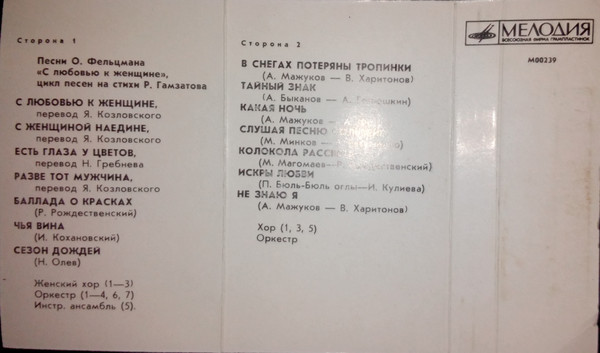 Сторона 1
Песни О. Фельцмана
«С любовью к женщине»,
цикл песен на стихи Р. Гамзатова
С ЛЮБОВЬЮ К ЖЕНЩИНЕ,
перевод Я. Козловского
С ЖЕНЩИНОЙ НАЕДИНЕ,
перевод Я. Козловского
ЕСТЬ ГЛАЗА У ЦВЕТОВ,
перевод Н. Гребнева
РАЗВЕ ТОТ МУЖЧИНА,
перевод Я. Козловского
БАЛЛАДА О КРАСКАХ
(Р. Рождественский)
ЧЬЯ ВИНА
(И. Кохановский)
СЕЗОН ДОЖДЕЙ
(Н. Олев)
Женский хор (1—3)
Оркестр (1—4, 6, 7)
Инстр. ансамбль (5).
Сторона 2
В СНЕГАХ ПОТЕРЯНЫ ТРОПИНКИ
(А. Мажуков — В. Харитонов)
ТАЙНЫЙ ЗНАК
(А. Быканов —
КАКАЯ НОЧЬ
(А. Мажуков —
СЛУШАЯ ПЕСНЮ
(М. Минков —
КОЛОКОЛА
(М. Магомаев—
ИСКРЫ ЛЮБВИ
(П. Бюль-Бюль оглы—И. Кулиева)
НЕ ЗНАЮ Я
(А. Мажуков — В. Харитонов)
Хор (1, 3, 5)
Оркестр
МЕЛОДИЯ
ВСЕСОЮЗНАЯ ФИРМА ГРАМПЛАСТИНОК
М00239